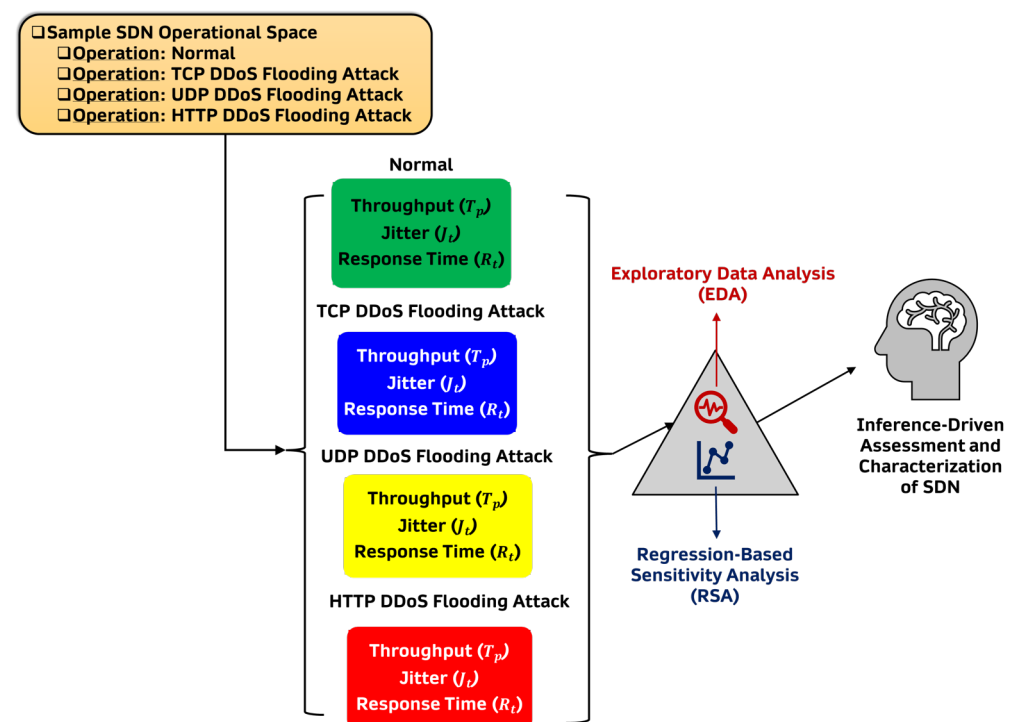 ❑Sample SDN Operational Space
❑Operation: Normal
❑Operation: TCP DDoS Flooding Attack
❑Operation: UDP DDoS Flooding Attack
❑Operation: HTTP DDoS Flooding Attack
Normal
Throughput (Tₚ)
Jitter (Jₜ)
Response Time (Rₜ)
TCP DDoS Flooding Attack
Throughput (Tₚ)
Jitter (Jₜ)
Response Time (Rₜ)
UDP DDoS Flooding Attack
Throughput (Tₚ)
Jitter (Jₜ)
Response Time (Rₜ)
HTTP DDoS Flooding Attack
Throughput (Tₚ)
Jitter (Jₜ)
Response Time (Rₜ)
Exploratory Data Analysis
(EDA)
Regression-Based
Sensitivity Analysis
(RSA)
Inference-Driven
Assessment and
Characterization
of SDN